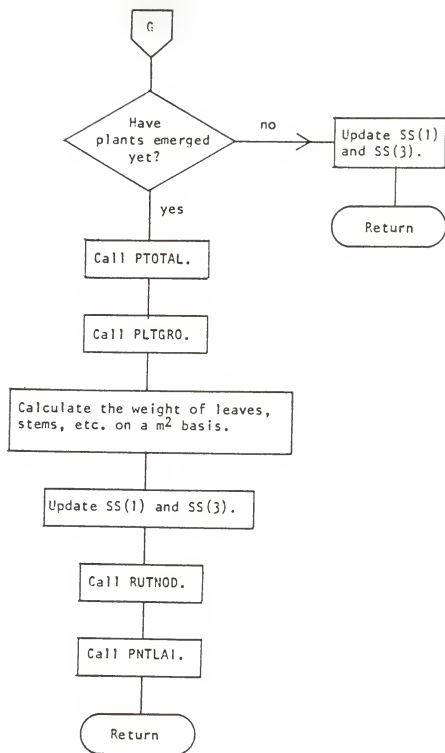 G
Have
plants emerged
yet?
no
Update SS(1)
and SS(3).
Return
yes
Call PTOTAL.
Call PLTGRO.
Calculate the weight of leaves,
stems, etc. on a m² basis.
Update SS(1) and SS(3).
Call RUTNOD.
Call PNTLAI.
Return